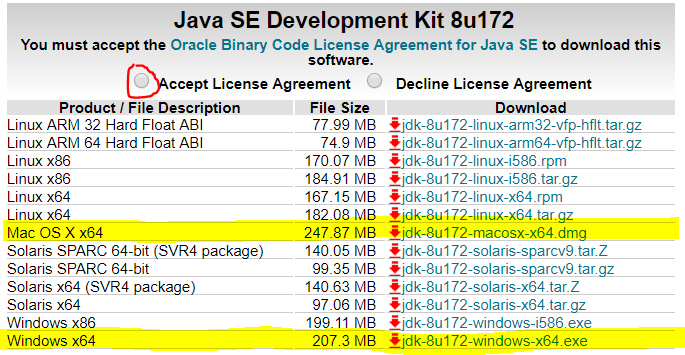 Java SE Development Kit 8u172
You must accept the Oracle Binary Code License Agreement for Java SE to download this
software.
Accept License Agreement Decline License Agreement
Product / File Description File Size Download
Linux ARM 32 Hard Float ABI 77.99 MB jdk-8u172-linux-arm32-vfp-hflt.tar.gz
Linux ARM 64 Hard Float ABI 74.9 MB jdk-8u172-linux-arm64-vfp-hflt.tar.gz
Linux x86 170.07 MB jdk-8u172-linux-i586.rpm
Linux x86 184.91 MB jdk-8u172-linux-i586.tar.gz
Linux x64 167.15 MB jdk-8u172-linux-x64.rpm
Linux x64 182.08 MB jdk-8u172-linux-x64.tar.gz
Mac OS X x64 247.87 MB jdk-8u172-macosx-x64.dmg
Solaris SPARC 64-bit (SVR4 package) 140.05 MB jdk-8u172-solaris-sparcv9.tar.Z
Solaris SPARC 64-bit 99.35 MB jdk-8u172-solaris-sparcv9.tar.gz
Solaris x64 (SVR4 package) 140.63 MB jdk-8u172-solaris-x64.tar.Z
Solaris x64 97.06 MB jdk-8u172-solaris-x64.tar.gz
Windows x86 199.11 MB jdk-8u172-windows-i586.exe
Windows x64 207.3 MB jdk-8u172-windows-x64.exe